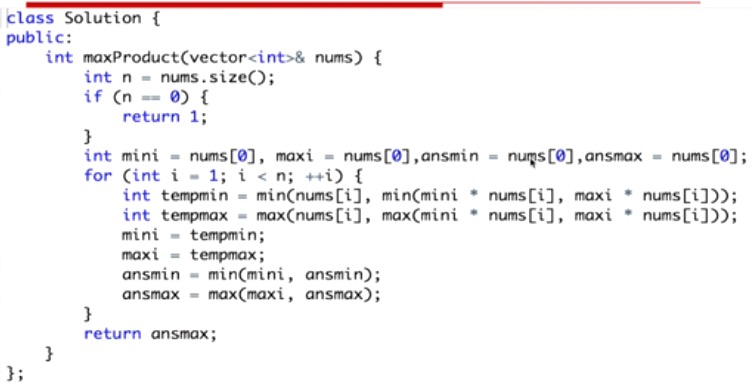 class Solution {
public:
    int maxProduct(vector<int>& nums) {
        int n = nums.size();
        if (n == 0) {
            return 1;
        }
        int mini = nums[0], maxi = nums[0],ansmin = nums[0],ansmax = nums[0];
        for (int i = 1; i < n; ++i) {
            int tempmin = min(nums[i], min(mini * nums[i], maxi * nums[i]));
            int tempmax = max(nums[i], max(mini * nums[i], maxi * nums[i]));
            mini = tempmin;
            maxi = tempmax;
            ansmin = min(mini, ansmin);
            ansmax = max(maxi, ansmax);
        }
        return ansmax;
    }
};